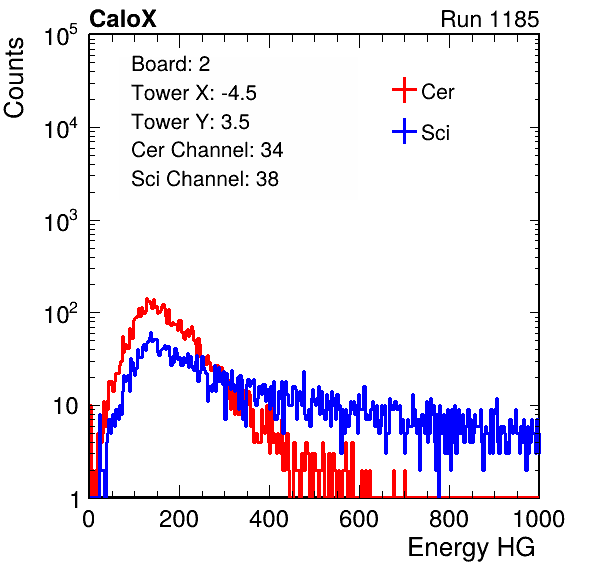 CaloX Run 1185
Counts
Board: 2
Tower X: -4.5
Tower Y: 3.5
Cer Channel: 34
Sci Channel: 38
Cer
Sci
10^5
10^4
10^3
10^2
10
1
0 200 400 600 800 1000
Energy HG